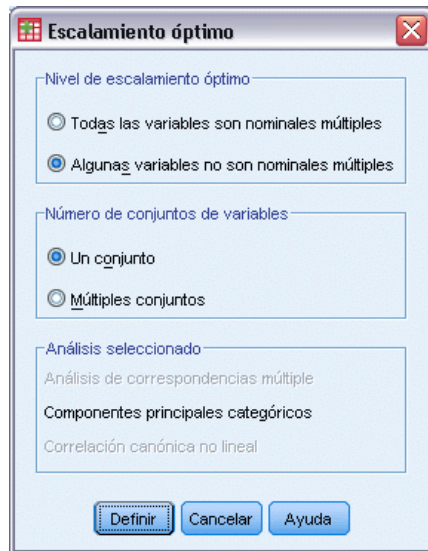 Escalamiento óptimo
Nivel de escalamiento óptimo
Todas las variables son nominales múltiples
Algunas variables no son nominales múltiples
Número de conjuntos de variables
Un conjunto
Múltiples conjuntos
Análisis seleccionado
Análisis de correspondencias múltiple
Componentes principales categóricos
Correlación canónica no lineal
Definir Cancelar Ayuda